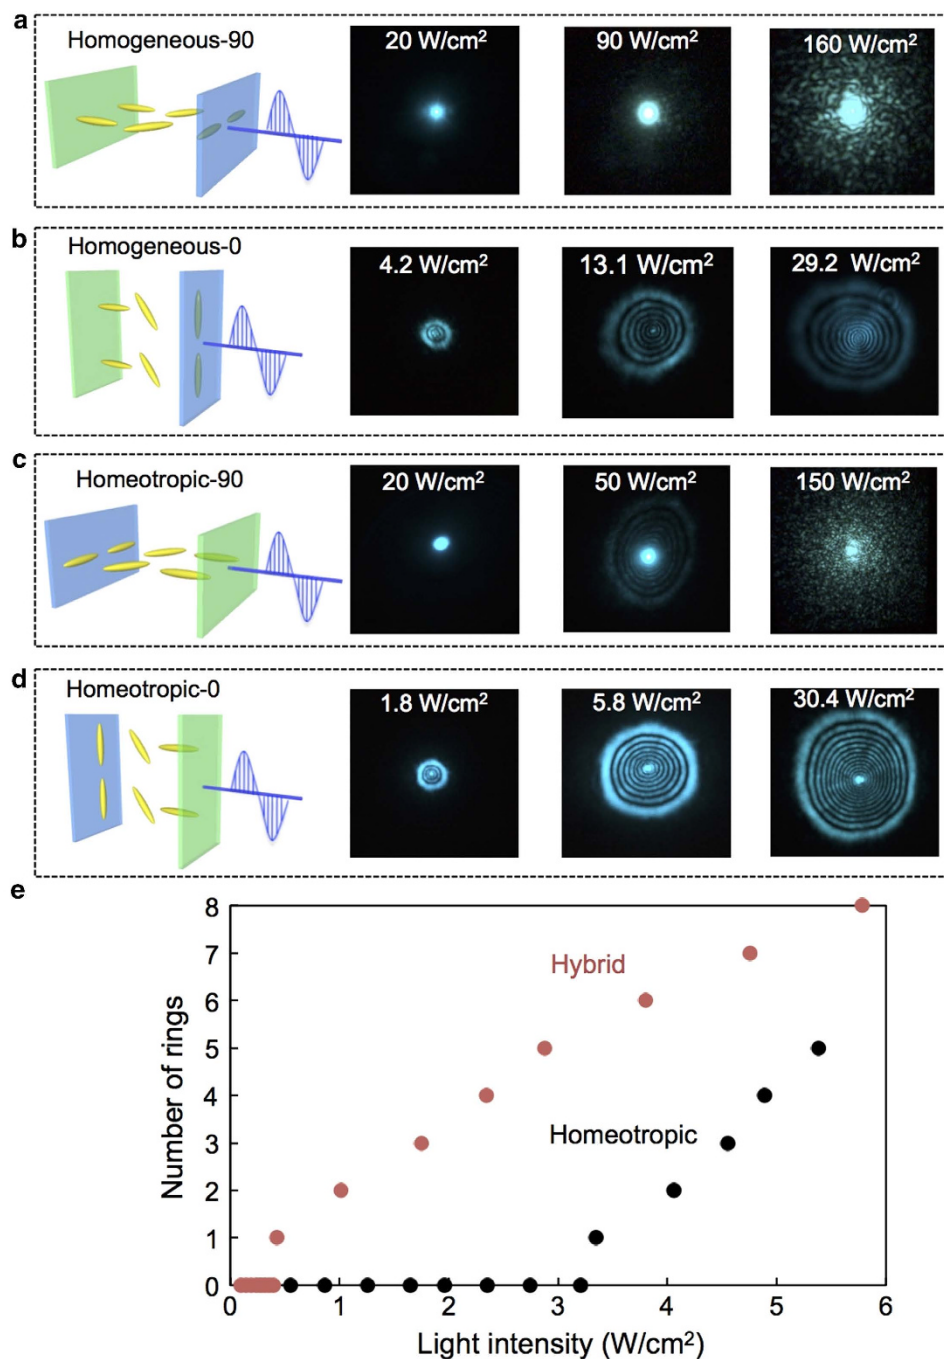 a
Homogeneous-90
20 W/cm²
90 W/cm²
160 W/cm²
b
Homogeneous-0
4.2 W/cm²
13.1 W/cm²
29.2 W/cm²
c
Homeotropic-90
20 W/cm²
50 W/cm²
150 W/cm²
d
Homeotropic-0
1.8 W/cm²
5.8 W/cm²
30.4 W/cm²
e
8
7
6
5
4
3
2
1
0
Number of rings
Hybrid
Homeotropic
0 1 2 3 4 5 6
Light intensity (W/cm²)